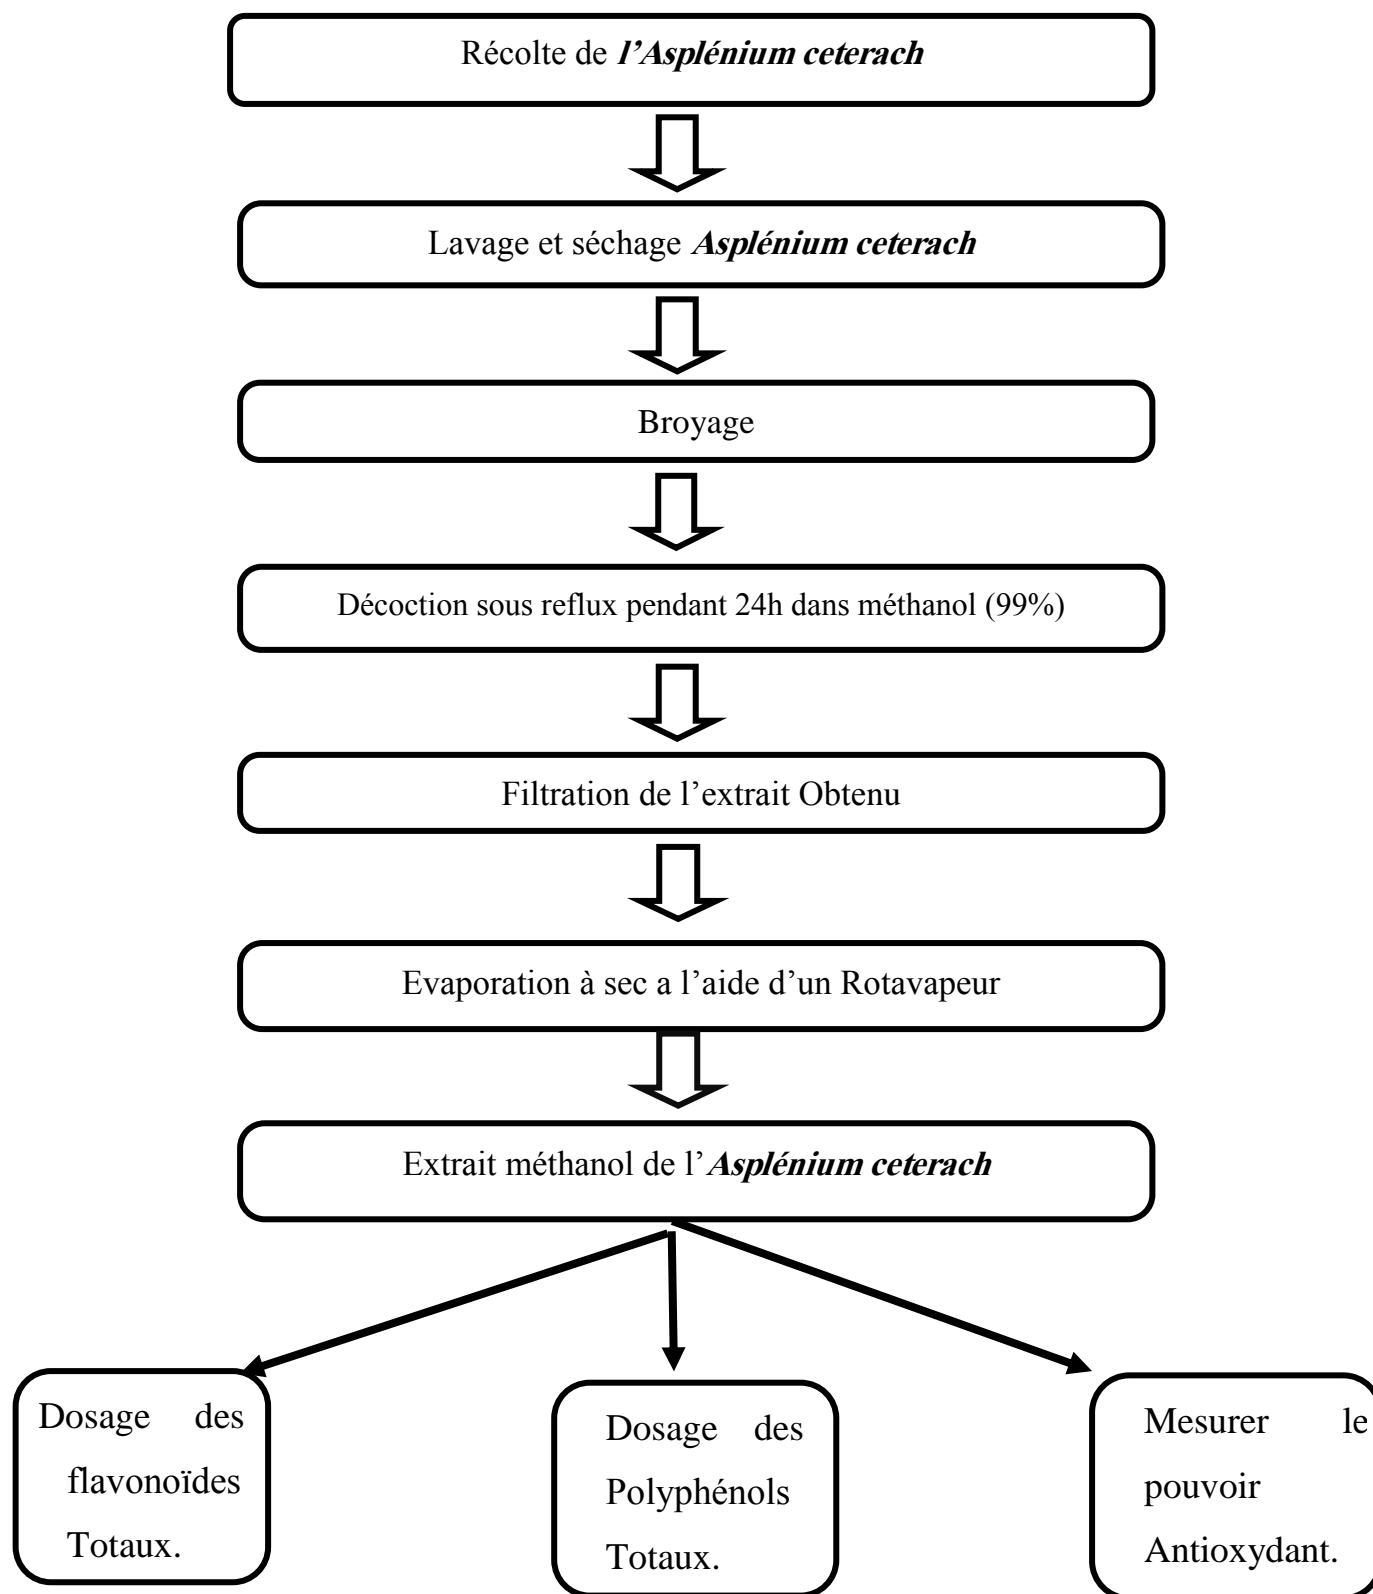 Récolte de l’Asplénium ceterach
Lavage et séchage Asplénium ceterach
Broyage
Décoction sous reflux pendant 24h dans méthanol (99%)
Filtration de l’extrait Obtenu
Evaporation à sec a l’aide d’un Rotavapeur
Extrait méthanol de l’Asplénium ceterach
Dosage des
flavonoïdes
Totaux.
Dosage des
Polyphénols
Totaux.
Mesurer le
pouvoir
Antioxydant.